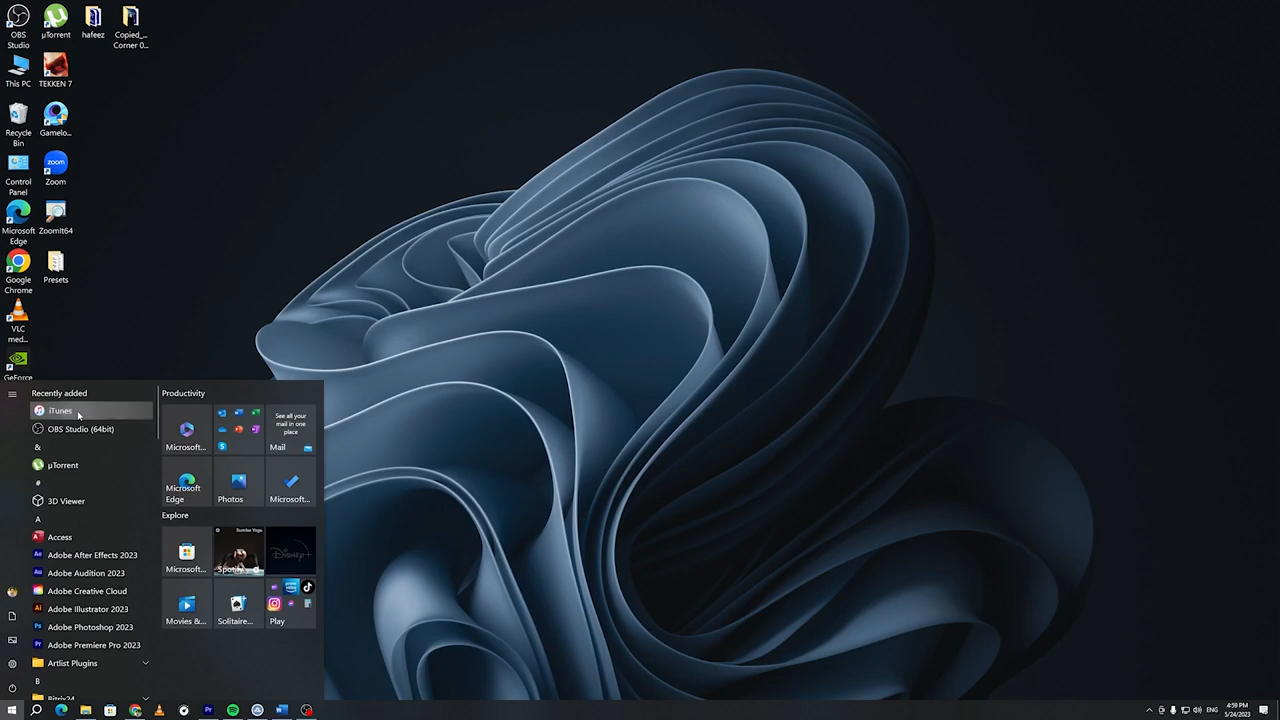 OBS
Studio
µTorrent
hafeez
Copied_...
Corner 0...
This PC
TEKKEN 7
Recycle
Bin
Gamelo...
Control
Panel
Zoom
zoom
Microsoft
Edge
ZoomIt64
Google
Chrome
Presets
VLC
med...
GeForce
Recently added
iTunes
OBS Studio (64bit)
&
µTorrent
#
3D Viewer
A
Access
Adobe After Effects 2023
Adobe Audition 2023
Adobe Creative Cloud
Adobe Illustrator 2023
Adobe Photoshop 2023
Adobe Premiere Pro 2023
Artlist Plugins
B
Bitrix24
Productivity
Microsoft...
See all your
mail in one
place
Mail
Microsoft
Edge
Photos
Microsoft...
Explore
Microsoft...
Spotify
Disney+
Movies &...
Solitaire...
Play
ENG
4:59 PM
5/24/2023